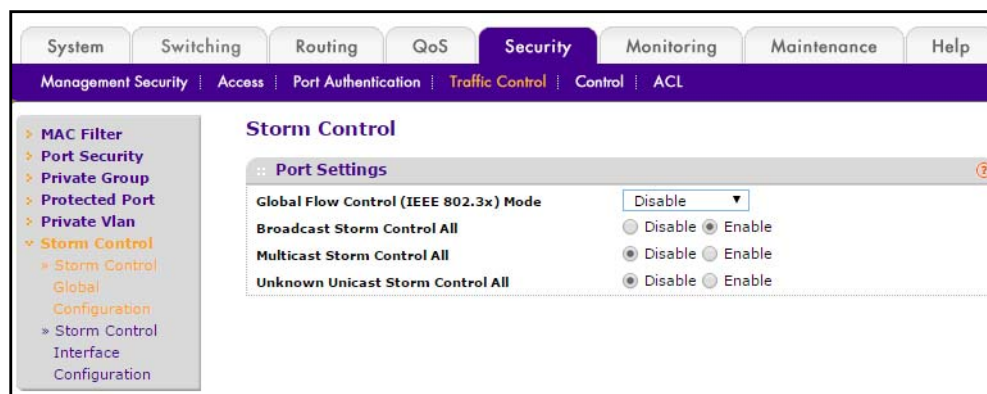 System Switching Routing QoS Security Monitoring Maintenance Help
Management Security Access Port Authentication Traffic Control Control ACL
MAC Filter
Port Security
Private Group
Protected Port
Private Vlan
Storm Control
» Storm Control
Global
Configuration
» Storm Control
Interface
Configuration
Storm Control
Port Settings
?
Global Flow Control (IEEE 802.3x) Mode Disable
Broadcast Storm Control All Disable Enable
Multicast Storm Control All Disable Enable
Unknown Unicast Storm Control All Disable Enable